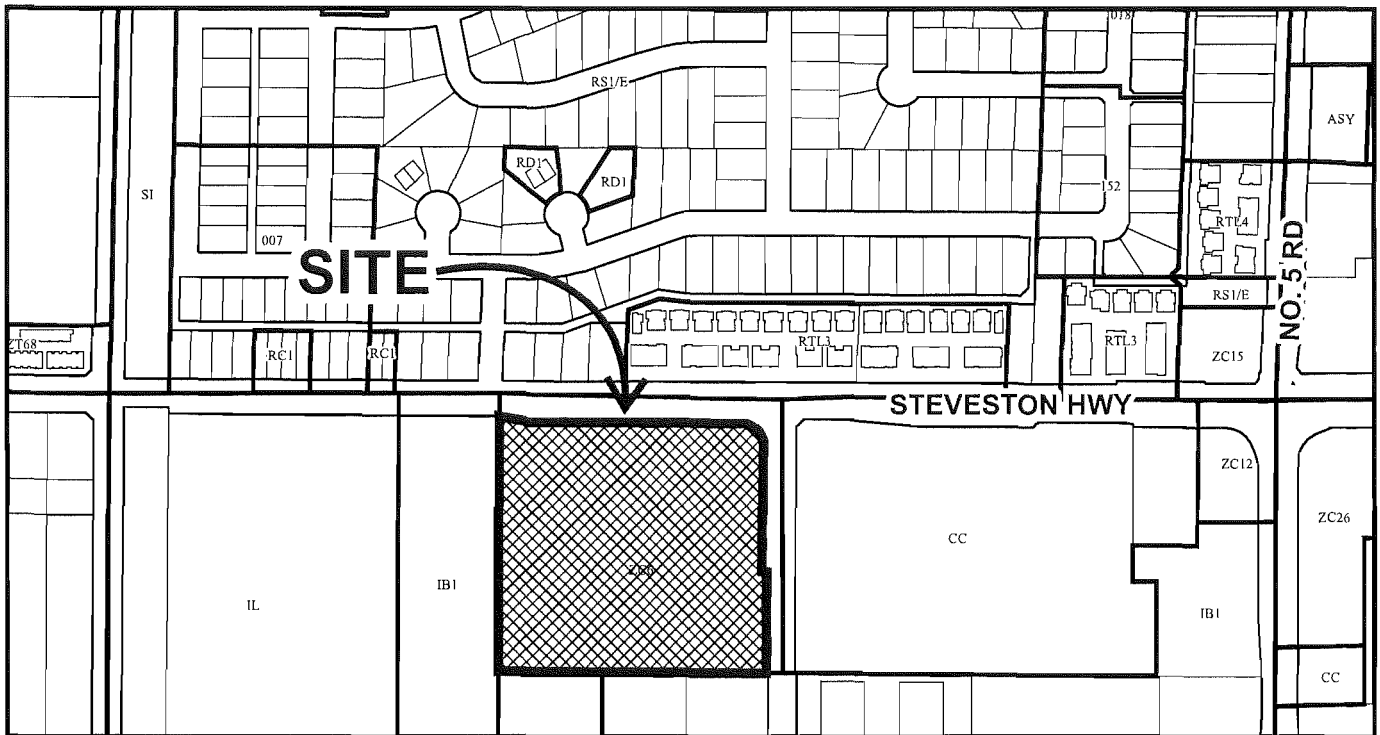 018
RS1/E
ASY
RD1
RD1
SI
152
RTL4
007
SITE
RS1/E
NO. 5 RD
ZT68
RC1
RC1
RTL3
RTL3
ZC15
STEVESTON HWY
ZC12
ZC26
CC
IB1
IL
IB1
CC